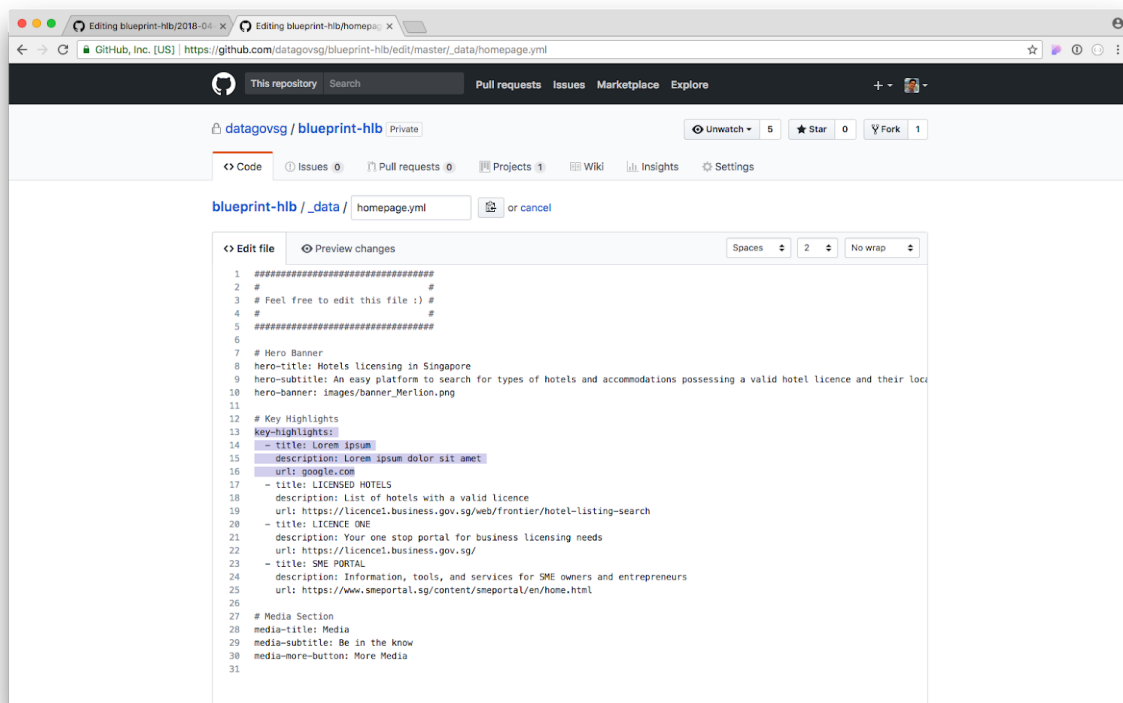 Editing blueprint-hlb/2018-04- × Editing blueprint-hlb/homepag ×
GitHub, Inc. [US] https://github.com/datagovsg/blueprint-hlb/edit/master/_data/homepage.yml
This repository Search Pull requests Issues Marketplace Explore
datagovsg / blueprint-hlb Private Unwatch 5 Star 0 Fork 1
Code Issues 0 Pull requests 0 Projects 1 Wiki Insights Settings
blueprint-hlb / _data / homepage.yml or cancel
<> Edit file Preview changes Spaces 2 No wrap
1 ##################################
2 # #
3 # Feel free to edit this file :) #
4 # #
5 ##################################
6
7 # Hero Banner
8 hero-title: Hotels licensing in Singapore
9 hero-subtitle: An easy platform to search for types of hotels and accommodations possessing a valid hotel licence and their loca
10 hero-banner: images/banner_Merlion.png
11
12 # Key Highlights
13 key-highlights:
14 - title: Lorem ipsum
15 description: Lorem ipsum dolor sit amet
16 url: google.com
17 - title: LICENSED HOTELS
18 description: List of hotels with a valid licence
19 url: https://licence1.business.gov.sg/web/frontier/hotel-listing-search
20 - title: LICENCE ONE
21 description: Your one stop portal for business licensing needs
22 url: https://licence1.business.gov.sg/
23 - title: SME PORTAL
24 description: Information, tools, and services for SME owners and entrepreneurs
25 url: https://www.smeportal.sg/content/smeportal/en/home.html
26
27 # Media Section
28 media-title: Media
29 media-subtitle: Be in the know
30 media-more-button: More Media
31